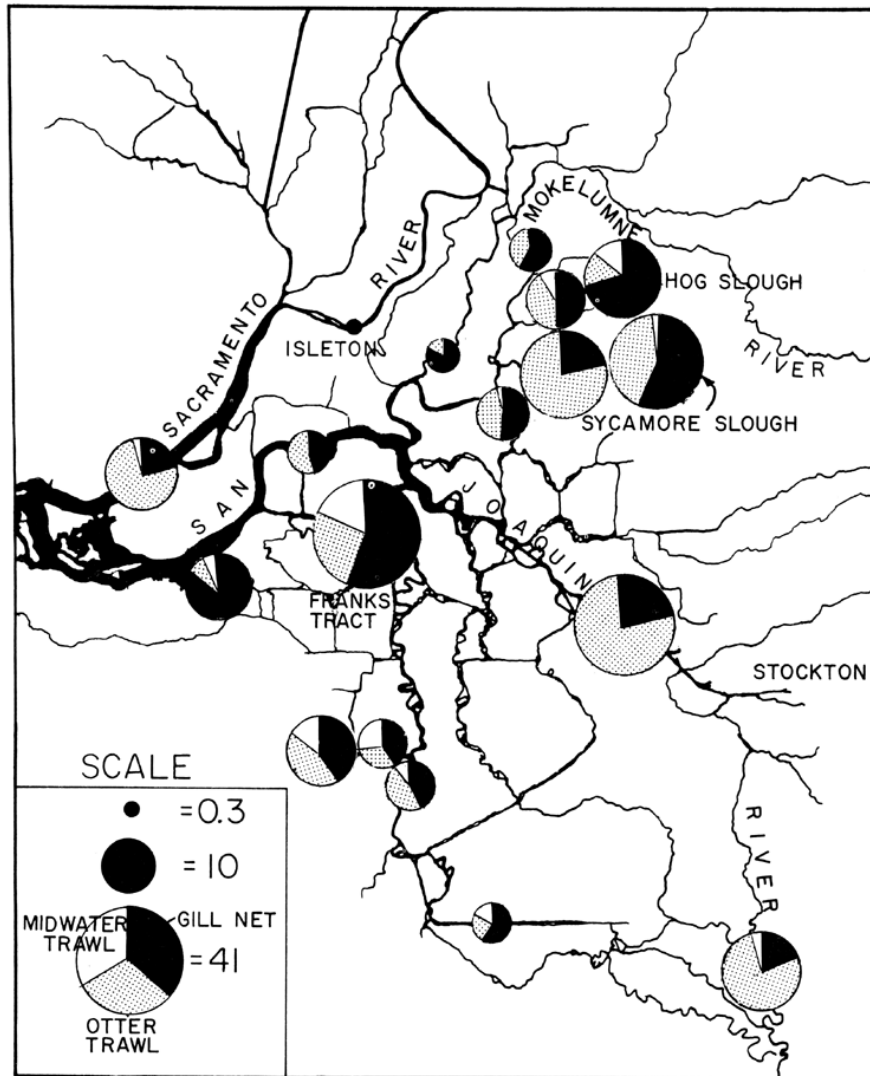 MOKELUMNE
RIVER
HOG SLOUGH
SACRAMENTO
RIVER
ISLETON
SYCAMORE SLOUGH
SAN
JOAQUIN
FRANKS
TRACT
STOCKTON
RIVER
SCALE
=0.3
=10
MIDWATER
TRAWL
GILL NET
=41
OTTER
TRAWL